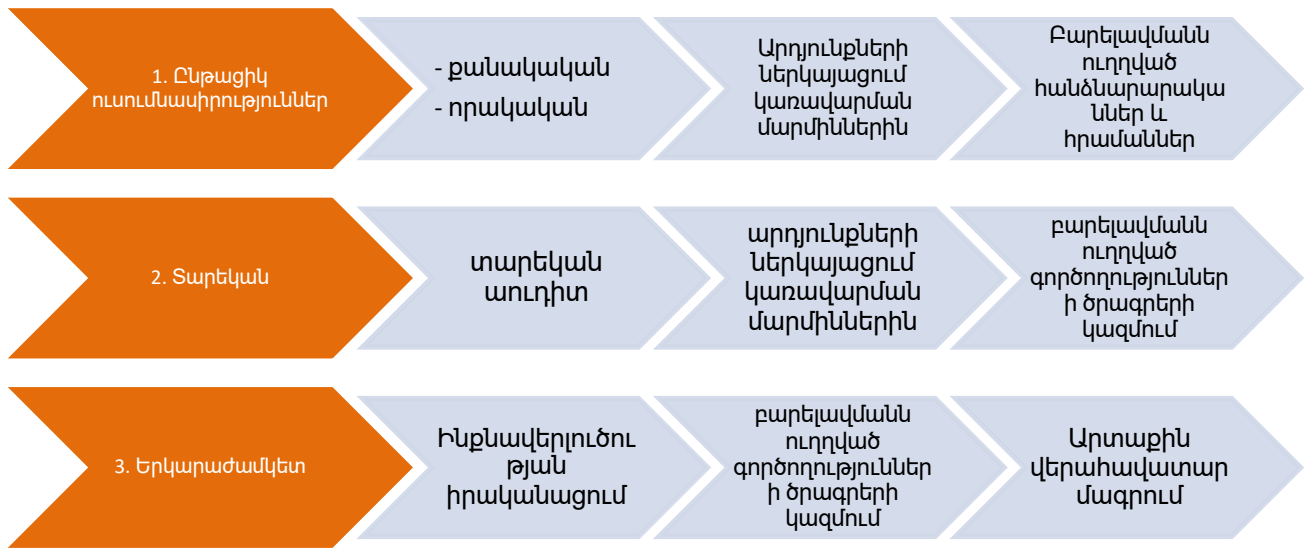 1. Ընթացիկ
ուսումնասիրություններ
- քանակական
- որակական
Արդյունքների
ներկայացում
կառավարման
մարմիններին
Բարելավմանն
ուղղված
հանձնարարակա
ններ և
հրամաններ
2. Տարեկան
տարեկան
աուդիտ
արդյունքների
ներկայացում
կառավարման
մարմիններին
բարելավմանն
ուղղված
գործողություններ
ի ծրագրերի
կազմում
3. Երկարաժամկետ
Ինքնավերլուծու
թյան
իրականացում
բարելավմանն
ուղղված
գործողություններ
ի ծրագրերի
կազմում
Արտաքին
վերահավատար
մագրում